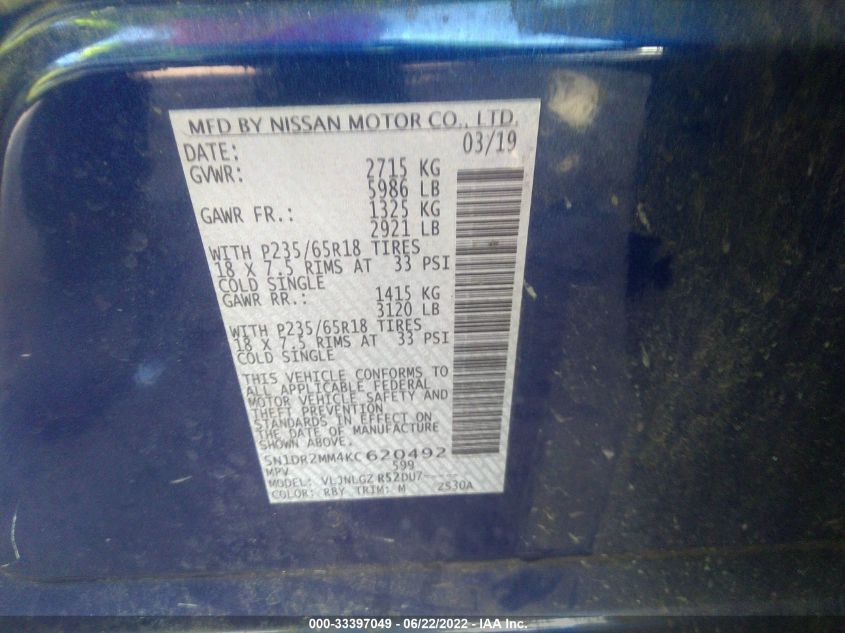 MFD BY NISSAN MOTOR CO., LTD.
DATE: 03/19
GVWR: 2715 KG
5986 LB
GAWR FR.: 1325 KG
2921 LB
WITH P235/65R18 TIRES
18 X 7.5 RIMS AT 33 PSI
COLD SINGLE
GAWR RR.: 1415 KG
3120 LB
WITH P235/65R18 TIRES
18 X 7.5 RIMS AT 33 PSI
COLD SINGLE
THIS VEHICLE CONFORMS TO
ALL APPLICABLE FEDERAL
MOTOR VEHICLE SAFETY AND
THEFT PREVENTION
STANDARDS IN EFFECT ON
THE DATE OF MANUFACTURE
SHOWN ABOVE.
5N1DR2MM4KC620492
MPV 599
MODEL: VLJNLGZ R52DU7----
COLOR: RBY TRIM: M ZS30A
000-33397049 - 06/22/2022 - IAA Inc.